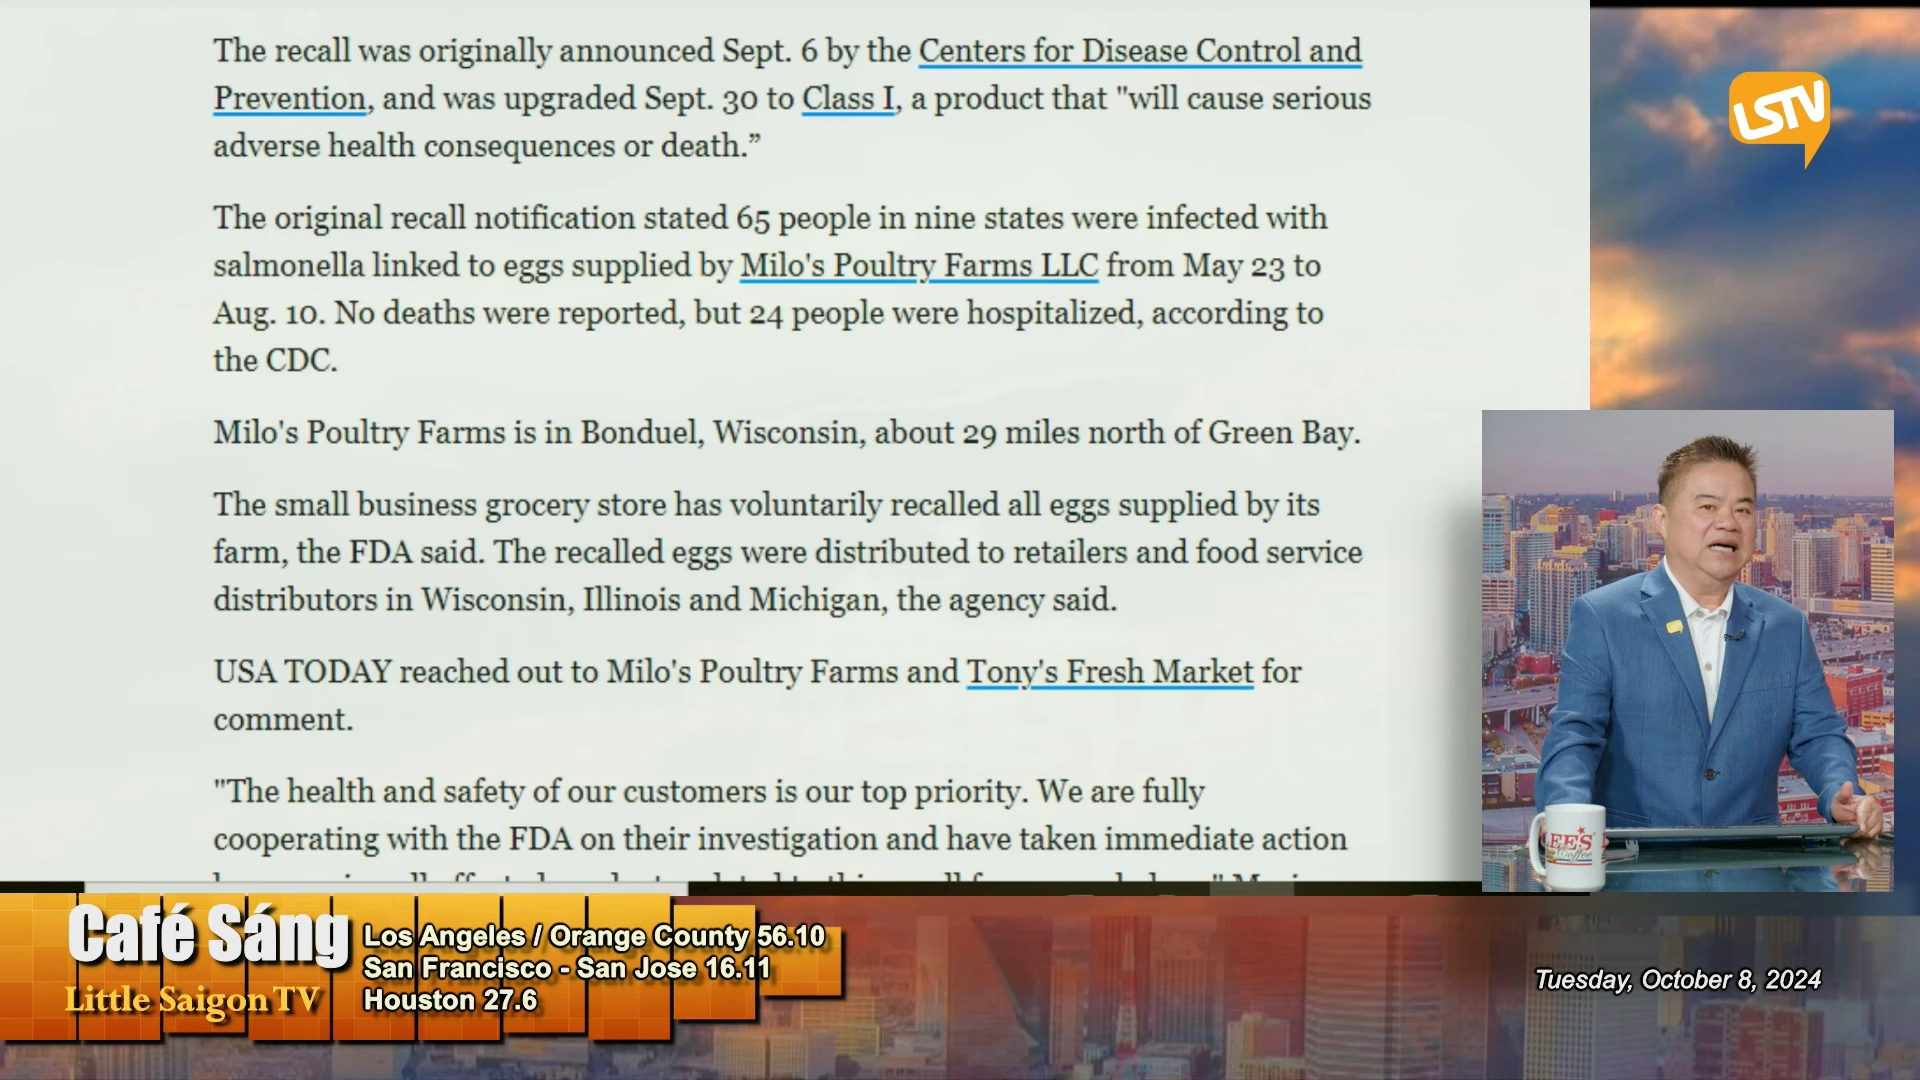 The recall was originally announced Sept. 6 by the Centers for Disease Control and
Prevention, and was upgraded Sept. 30 to Class I, a product that "will cause serious
adverse health consequences or death.”
The original recall notification stated 65 people in nine states were infected with
salmonella linked to eggs supplied by Milo's Poultry Farms LLC from May 23 to
Aug. 10. No deaths were reported, but 24 people were hospitalized, according to
the CDC.
Milo's Poultry Farms is in Bonduel, Wisconsin, about 29 miles north of Green Bay.
The small business grocery store has voluntarily recalled all eggs supplied by its
farm, the FDA said. The recalled eggs were distributed to retailers and food service
distributors in Wisconsin, Illinois and Michigan, the agency said.
USA TODAY reached out to Milo's Poultry Farms and Tony's Fresh Market for
comment.
"The health and safety of our customers is our top priority. We are fully
cooperating with the FDA on their investigation and have taken immediate action
LSTV
LEE'S
Coffee
Café Sáng
Little Saigon TV
Los Angeles / Orange County 56.10
San Francisco - San Jose 16.11
Houston 27.6
Tuesday, October 8, 2024